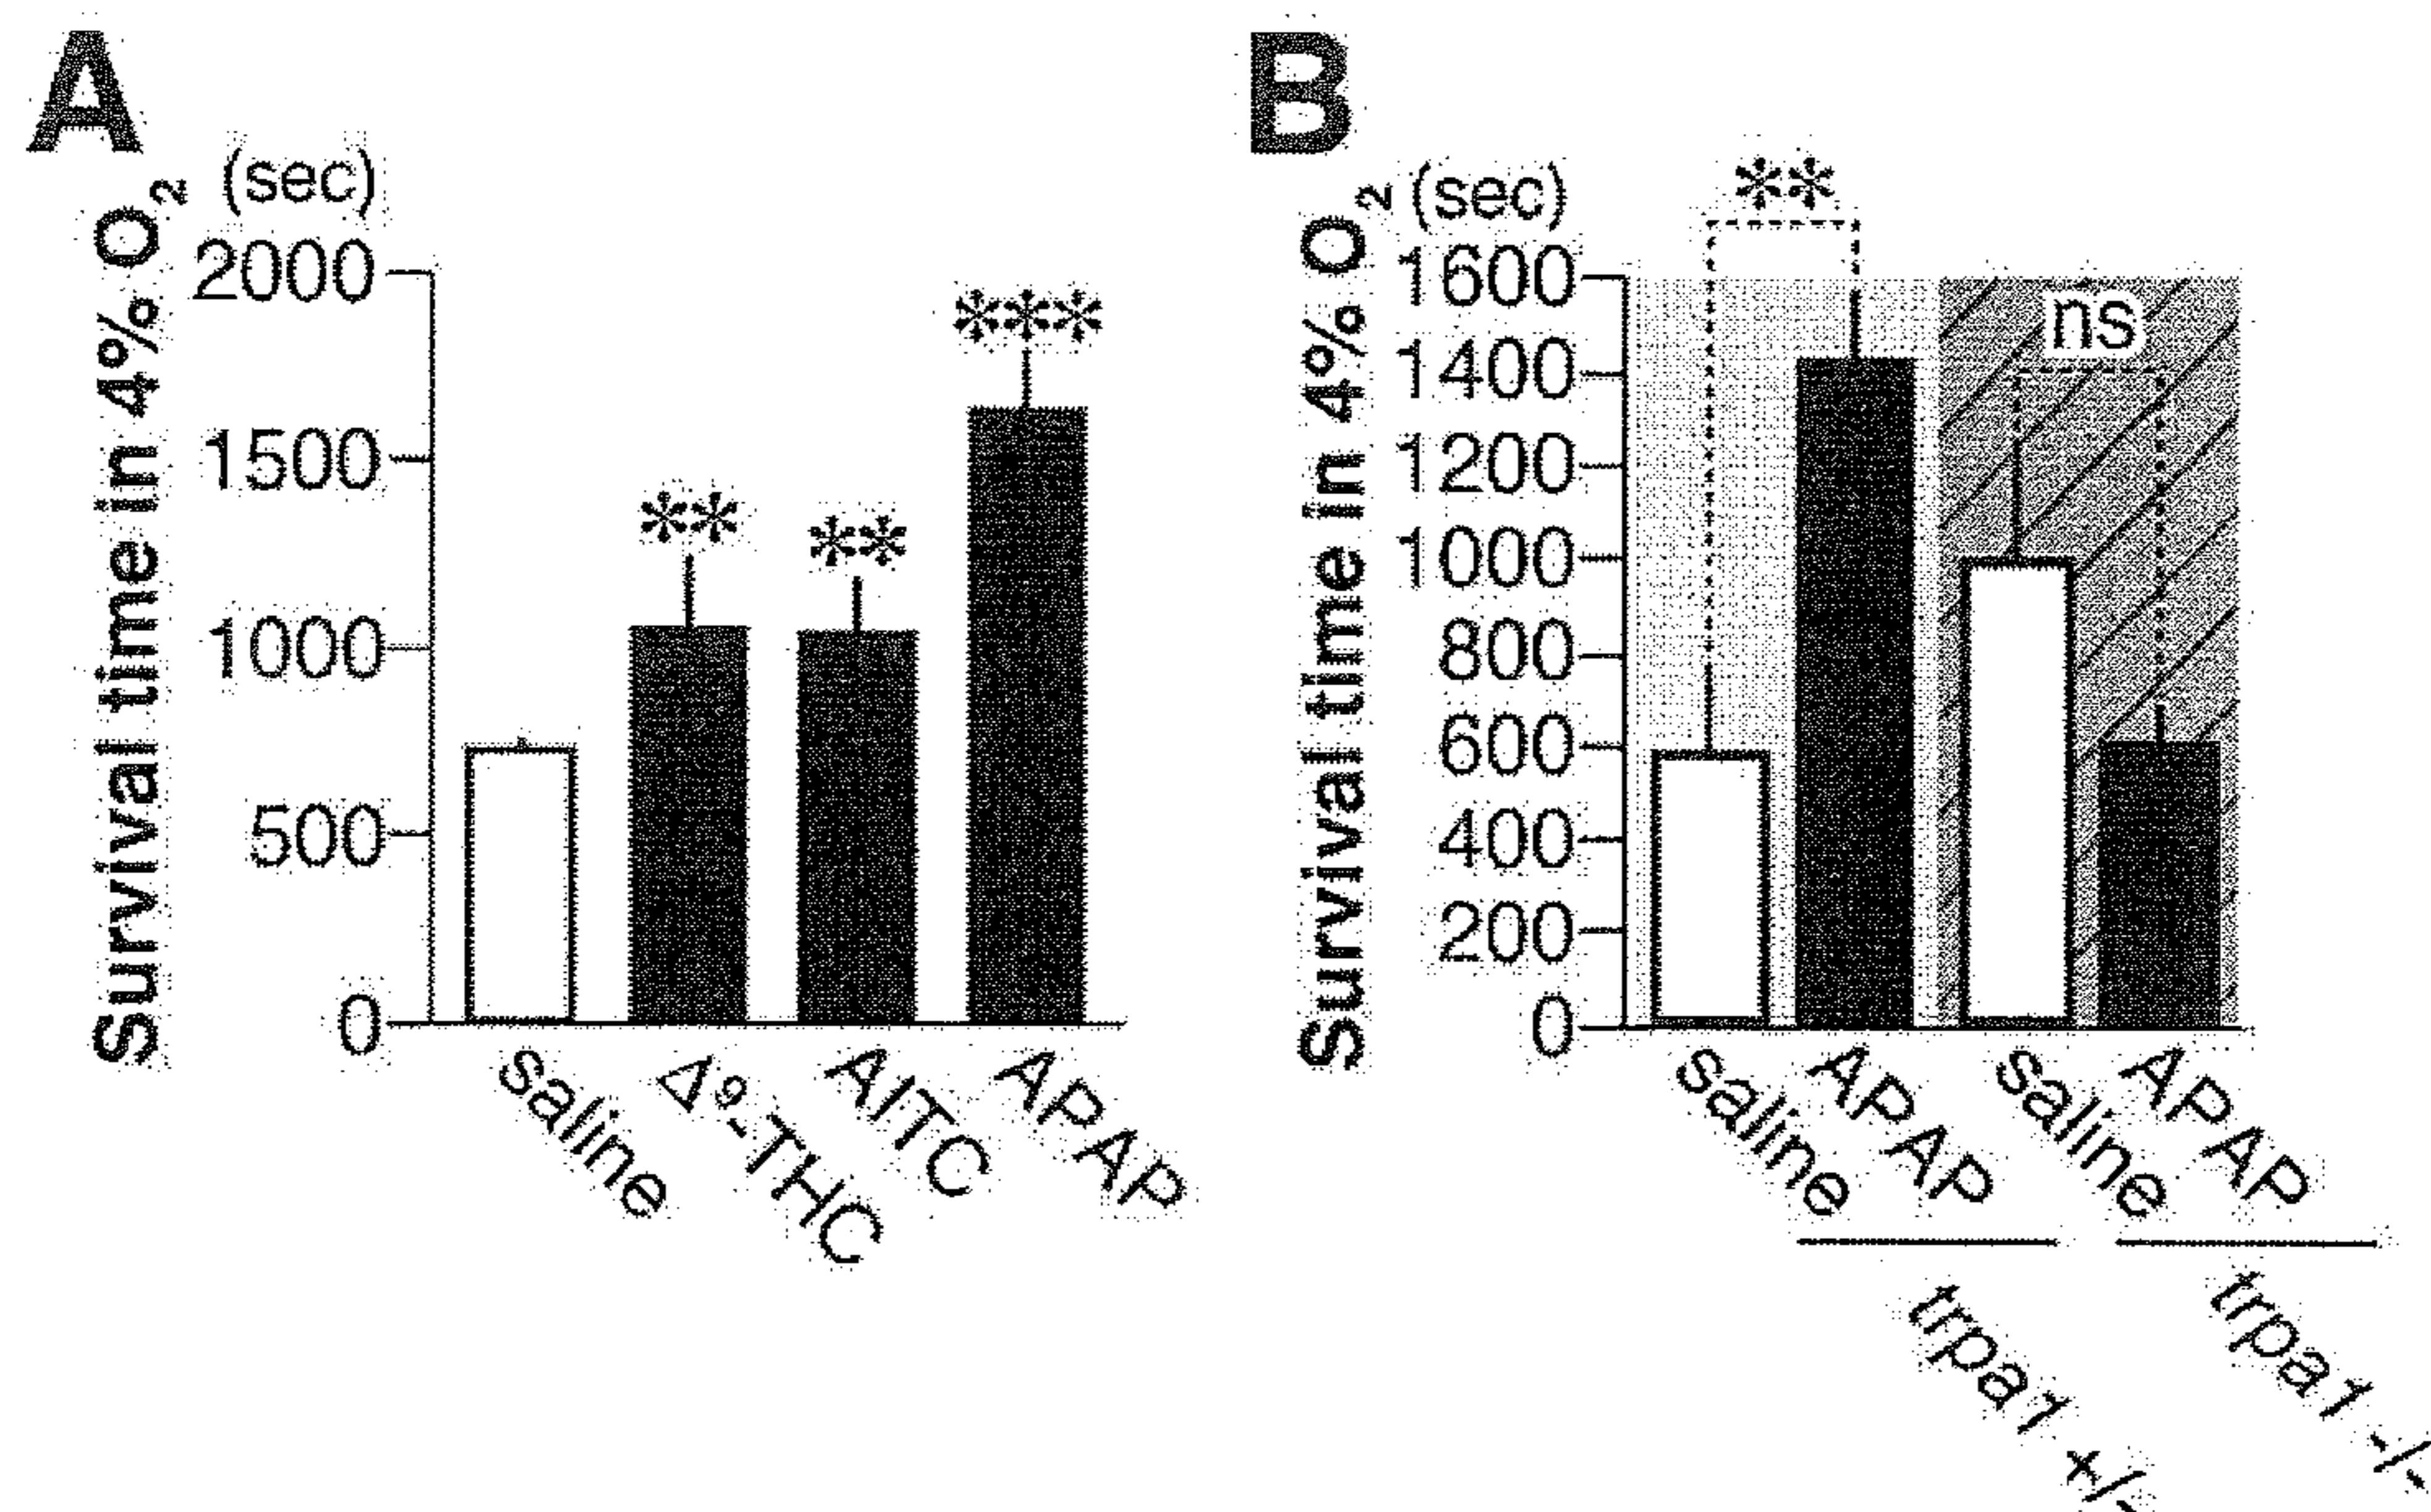 A
(sec)
Survival time in 4% O₂
2000
1500
1000
500
0
**
**
***
saline
Δ⁹-THC
AITC
APAP
B
(sec)
Survival time in 4% O₂
1600
1400
1200
1000
800
600
400
200
0
**
ns
saline
APAP
saline
APAP
trpa1 +/-
trpa1 -/-